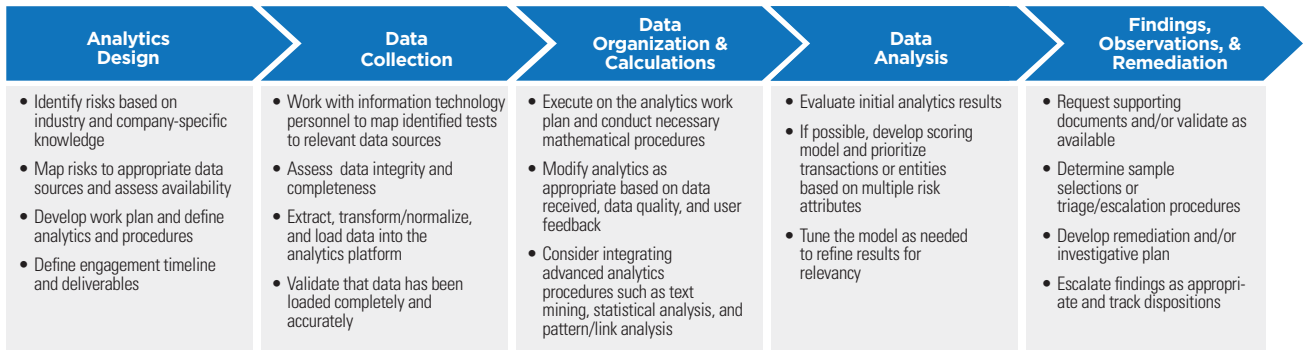 Analytics
Design
Data
Collection
Data
Organization &
Calculations
Data
Analysis
Findings,
Observations, &
Remediation
• Identify risks based on
industry and company-specific
knowledge
• Map risks to appropriate data
sources and assess availability
• Develop work plan and define
analytics and procedures
• Define engagement timeline
and deliverables
• Work with information technology
personnel to map identified tests
to relevant data sources
• Assess data integrity and
completeness
• Extract, transform/normalize,
and load data into the
analytics platform
• Validate that data has been
loaded completely and
accurately
• Execute on the analytics work
plan and conduct necessary
mathematical procedures
• Modify analytics as
appropriate based on data
received, data quality, and user
feedback
• Consider integrating
advanced analytics
procedures such as text
mining, statistical analysis, and
pattern/link analysis
• Evaluate initial analytics results
• If possible, develop scoring
model and prioritize
transactions or entities
based on multiple risk
attributes
• Tune the model as needed
to refine results for
relevancy
• Request supporting
documents and/or validate as
available
• Determine sample
selections or
triage/escalation procedures
• Develop remediation and/or
investigative plan
• Escalate findings as appropri-
ate and track dispositions